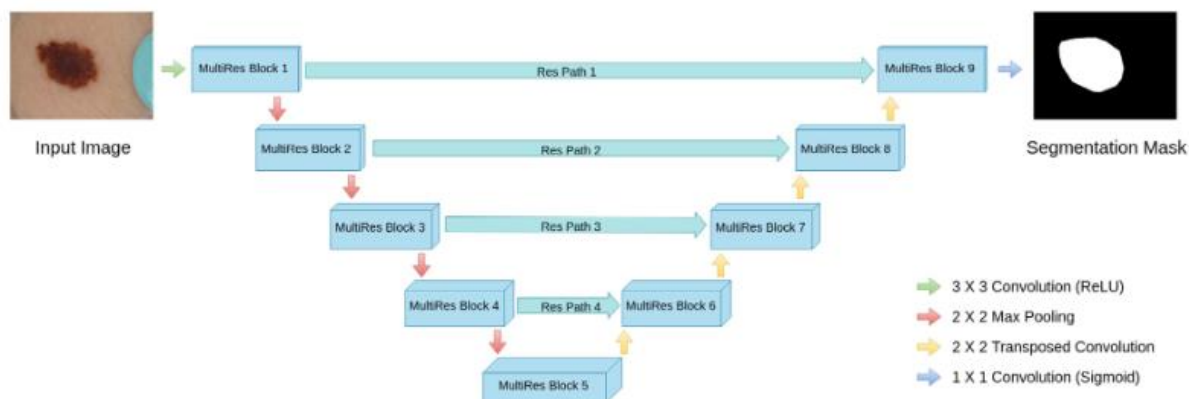 MultiRes Block 1
Res Path 1
MultiRes Block 9
Input Image
MultiRes Block 2
Res Path 2
MultiRes Block 8
Segmentation Mask
MultiRes Block 3
Res Path 3
MultiRes Block 7
MultiRes Block 4
Res Path 4
MultiRes Block 6
MultiRes Block 5
3 X 3 Convolution (ReLU)
2 X 2 Max Pooling
2 X 2 Transposed Convolution
1 X 1 Convolution (Sigmoid)